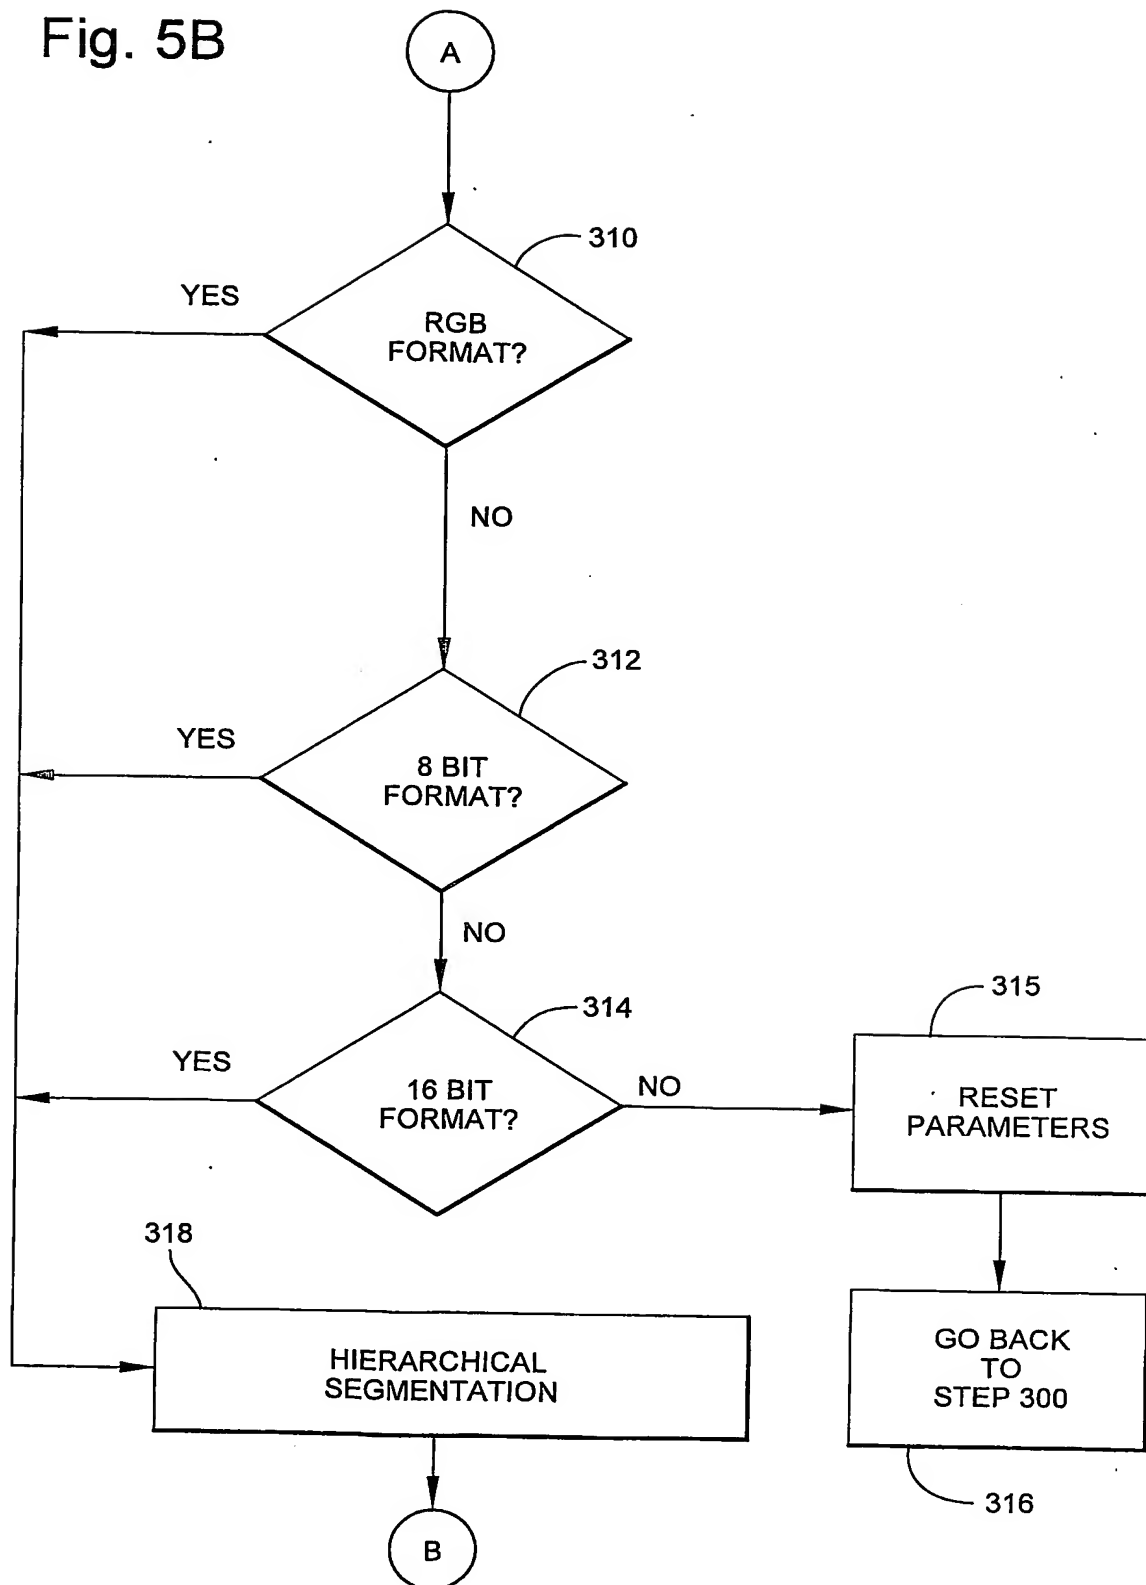 Fig. 5B
A
310
YES
RGB
FORMAT?
NO
312
YES
8 BIT
FORMAT?
NO
314
YES
16 BIT
FORMAT?
NO
315
RESET
PARAMETERS
318
HIERARCHICAL
SEGMENTATION
GO BACK
TO
STEP 300
316
B